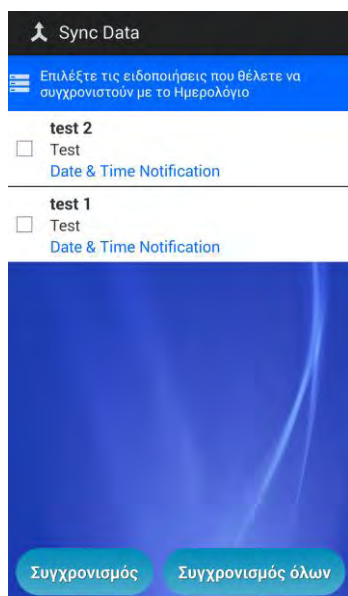 Sync Data
Επιλέξτε τις ειδοποιήσεις που θέλετε να
συγχρονιστούν με το Ημερολόγιο
test 2
Test
Date & Time Notification
test 1
Test
Date & Time Notification
Συγχρονισμός Συγχρονισμός όλων